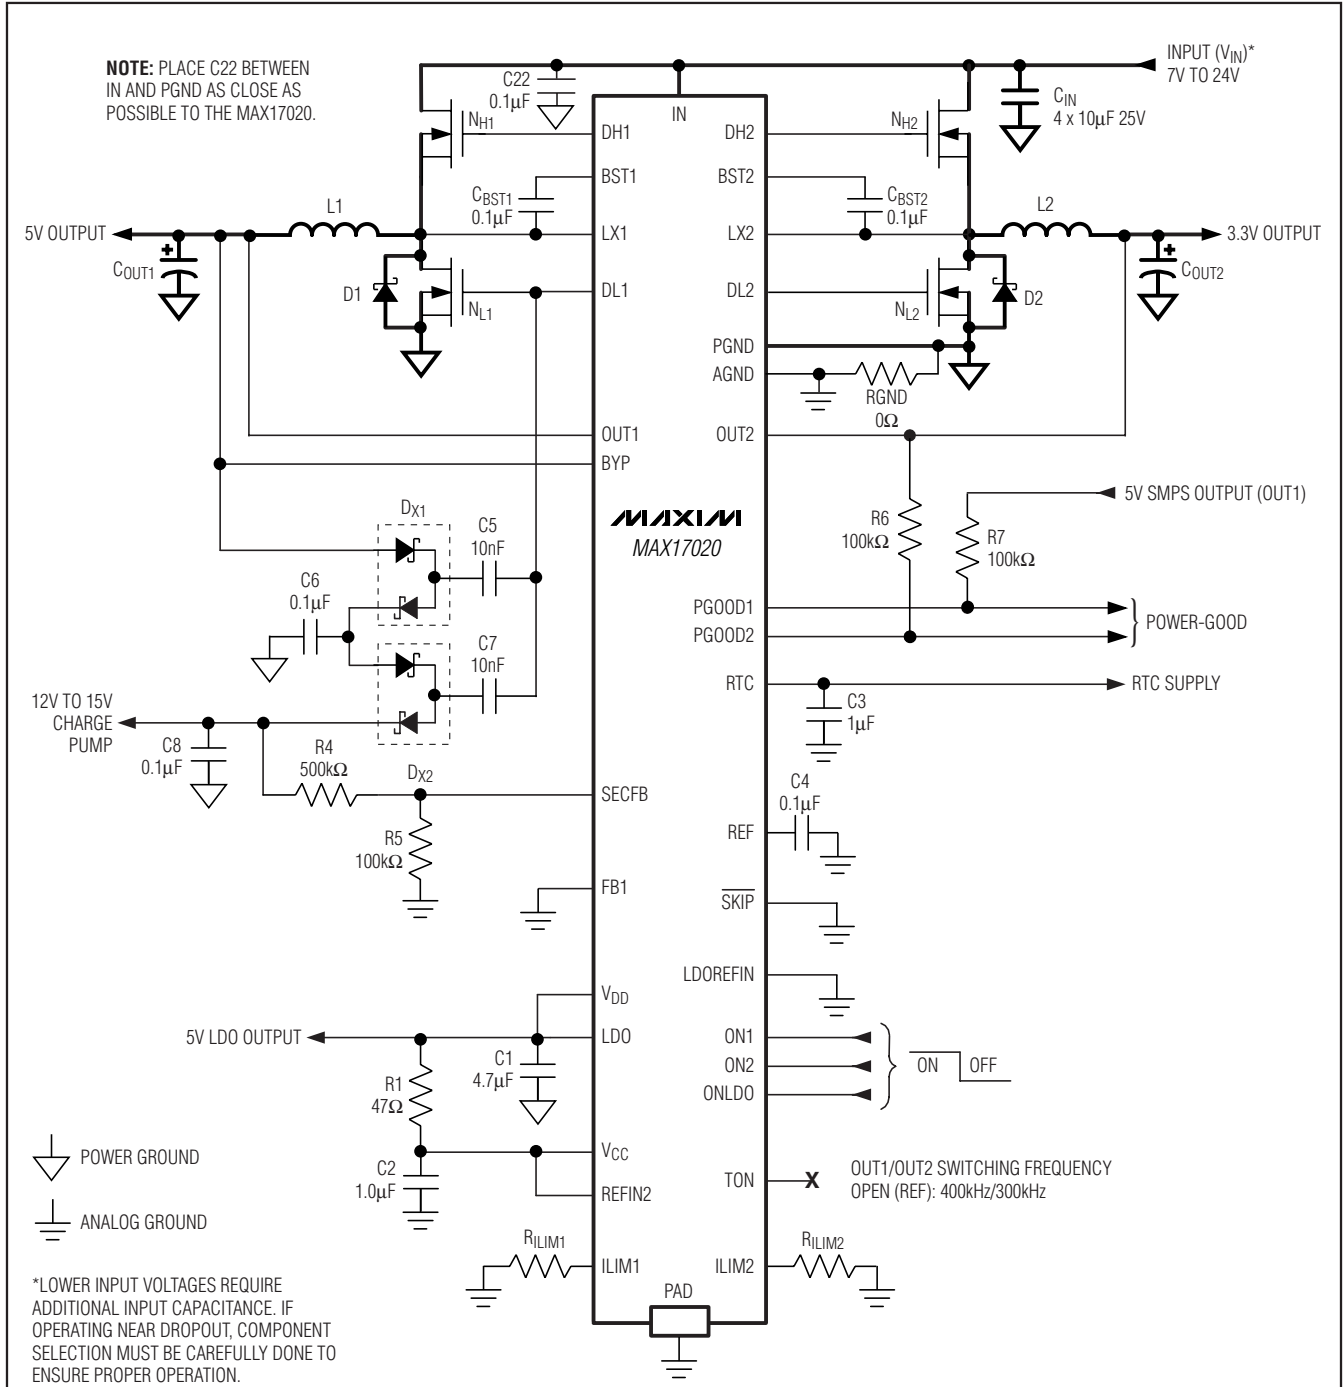 NOTE: PLACE C22 BETWEEN
IN AND PGND AS CLOSE AS
POSSIBLE TO THE MAX17020.
C22
0.1µF
INPUT (VIN)*
7V TO 24V
CIN
4 x 10µF 25V
IN
NH1
DH1
DH2
NH2
BST1
BST2
CBST1
0.1µF
CBST2
0.1µF
L1
L2
5V OUTPUT
LX1
LX2
3.3V OUTPUT
+
COUT1
+
COUT2
D1
NL1
DL1
DL2
NL2
D2
PGND
AGND
RGND
0Ω
OUT1
OUT2
BYP
MAXIM
MAX17020
5V SMPS OUTPUT (OUT1)
DX1
C5
10nF
R6
100kΩ
R7
100kΩ
C6
0.1µF
PGOOD1
PGOOD2
POWER-GOOD
C7
10nF
RTC
RTC SUPPLY
C3
1µF
12V TO 15V
CHARGE
PUMP
C8
0.1µF
R4
500kΩ
DX2
SECFB
C4
0.1µF
REF
R5
100kΩ
FB1
SKIP
LDOREFIN
VDD
5V LDO OUTPUT
LDO
ON1
ON2
ONLDO
ON
OFF
C1
4.7µF
R1
47Ω
VCC
C2
1.0µF
REFIN2
TON
X
OUT1/OUT2 SWITCHING FREQUENCY
OPEN (REF): 400kHz/300kHz
POWER GROUND
ANALOG GROUND
RILIM1
ILIM1
ILIM2
RILIM2
PAD
*LOWER INPUT VOLTAGES REQUIRE
ADDITIONAL INPUT CAPACITANCE. IF
OPERATING NEAR DROPOUT, COMPONENT
SELECTION MUST BE CAREFULLY DONE TO
ENSURE PROPER OPERATION.